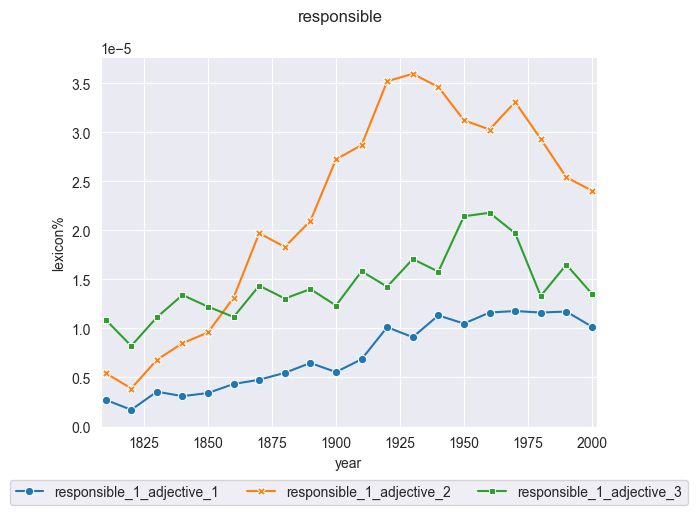 responsible
1e−5
3.5
3.0
2.5
2.0
1.5
1.0
0.5
0.0
lexicon%
1825 1850 1875 1900 1925 1950 1975 2000
year
responsible_1_adjective_1 responsible_1_adjective_2 responsible_1_adjective_3